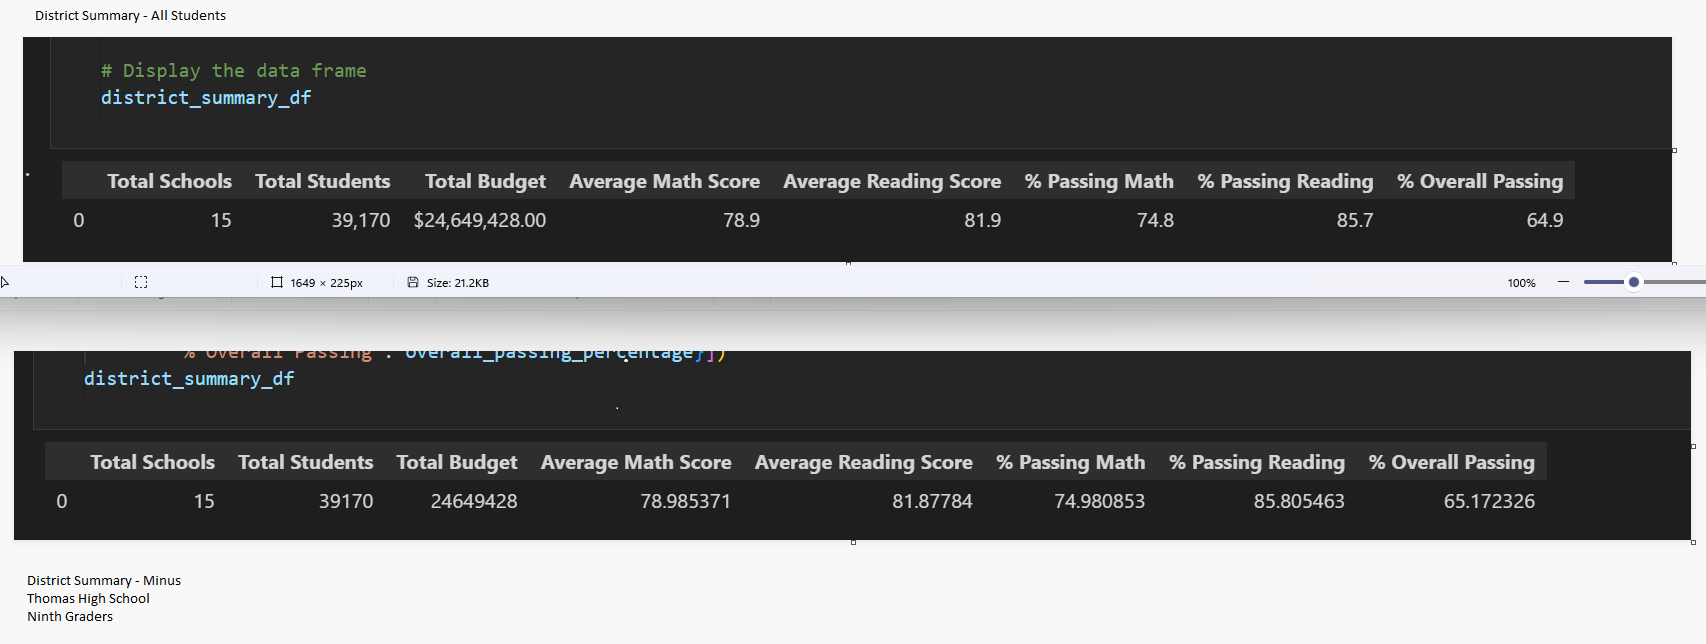 District Summary - All Students
# Display the data frame
district_summary_df
Total Schools Total Students Total Budget Average Math Score Average Reading Score % Passing Math % Passing Reading % Overall Passing
0 15 39,170 $24,649,428.00 78.9 81.9 74.8 85.7 64.9
1649 × 225px Size: 21.2KB 100%
% Overall Passing : overall_passing_percentage}])
district_summary_df
Total Schools Total Students Total Budget Average Math Score Average Reading Score % Passing Math % Passing Reading % Overall Passing
0 15 39170 24649428 78.985371 81.87784 74.980853 85.805463 65.172326
District Summary - Minus
Thomas High School
Ninth Graders